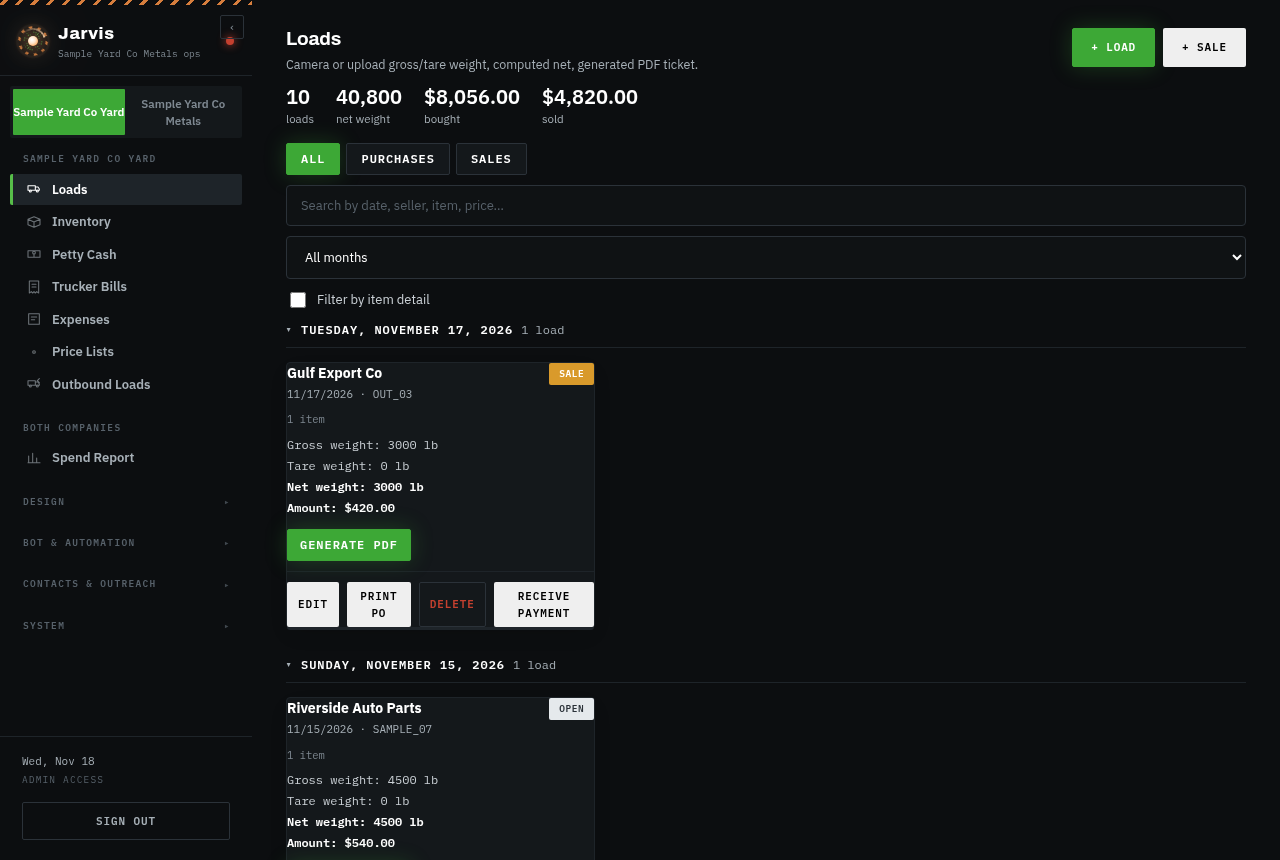 Jarvis
Sample Yard Co Metals ops
‹
Sample Yard Co Yard
Sample Yard Co
Metals
SAMPLE YARD CO YARD
Loads
Inventory
Petty Cash
Trucker Bills
Expenses
Price Lists
Outbound Loads
BOTH COMPANIES
Spend Report
DESIGN
BOT & AUTOMATION
CONTACTS & OUTREACH
SYSTEM
Wed, Nov 18
ADMIN ACCESS
SIGN OUT
Loads
Camera or upload gross/tare weight, computed net, generated PDF ticket.
+ LOAD
+ SALE
10 40,800 $8,056.00 $4,820.00
loads net weight bought sold
ALL PURCHASES SALES
Search by date, seller, item, price...
All months
Filter by item detail
▾ TUESDAY, NOVEMBER 17, 2026 1 load
Gulf Export Co SALE
11/17/2026 · OUT_03
1 item
Gross weight: 3000 lb
Tare weight: 0 lb
Net weight: 3000 lb
Amount: $420.00
GENERATE PDF
EDIT
PRINT
PO
DELETE
RECEIVE
PAYMENT
▾ SUNDAY, NOVEMBER 15, 2026 1 load
Riverside Auto Parts OPEN
11/15/2026 · SAMPLE_07
1 item
Gross weight: 4500 lb
Tare weight: 0 lb
Net weight: 4500 lb
Amount: $540.00